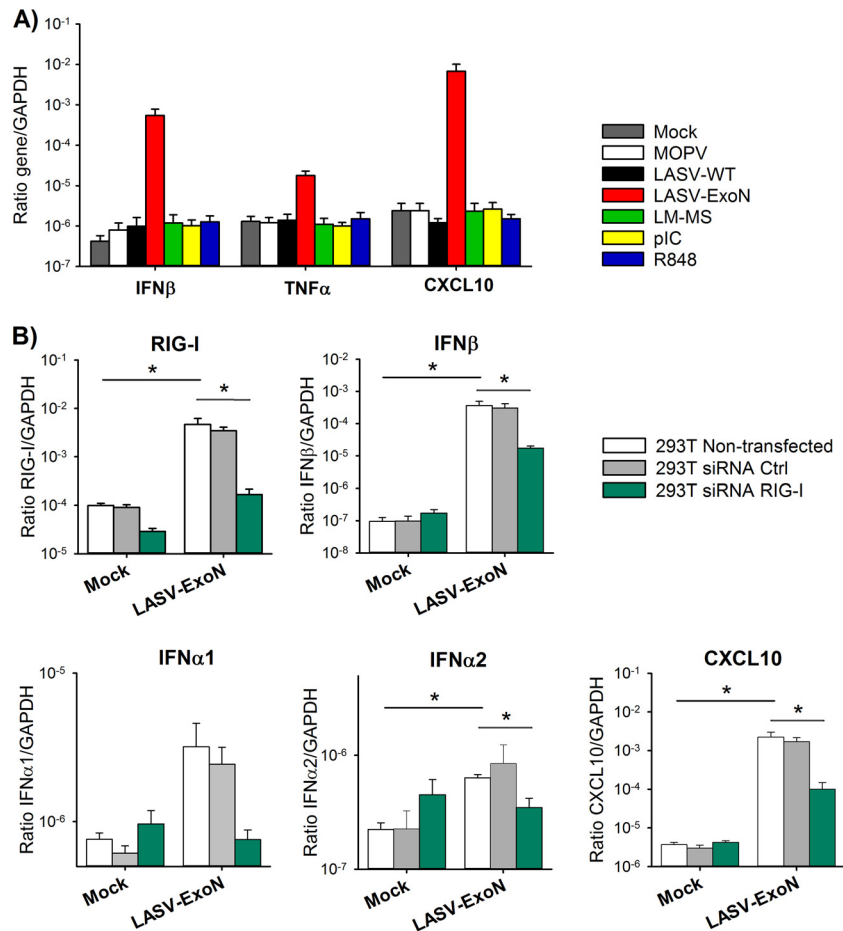 A)
Ratio gene/GAPDH
10-1
10-2
10-3
10-4
10-5
10-6
10-7
IFNβ TNFα CXCL10
Mock
MOPV
LASV-WT
LASV-ExoN
LM-MS
pIC
R848
B)
RIG-I
Ratio RIG-I/GAPDH
10-1
10-2
10-3
10-4
10-5
* *
Mock LASV-ExoN
IFNβ
Ratio IFNβ/GAPDH
10-2
10-3
10-4
10-5
10-6
10-7
10-8
* *
Mock LASV-ExoN
293T Non-transfected
293T siRNA Ctrl
293T siRNA RIG-I
IFNα1
Ratio IFNα1/GAPDH
10-5
10-6
Mock LASV-ExoN
IFNα2
Ratio IFNα2/GAPDH
10-6
10-7
* *
Mock LASV-ExoN
CXCL10
Ratio CXCL10/GAPDH
10-1
10-2
10-3
10-4
10-5
10-6
* *
Mock LASV-ExoN